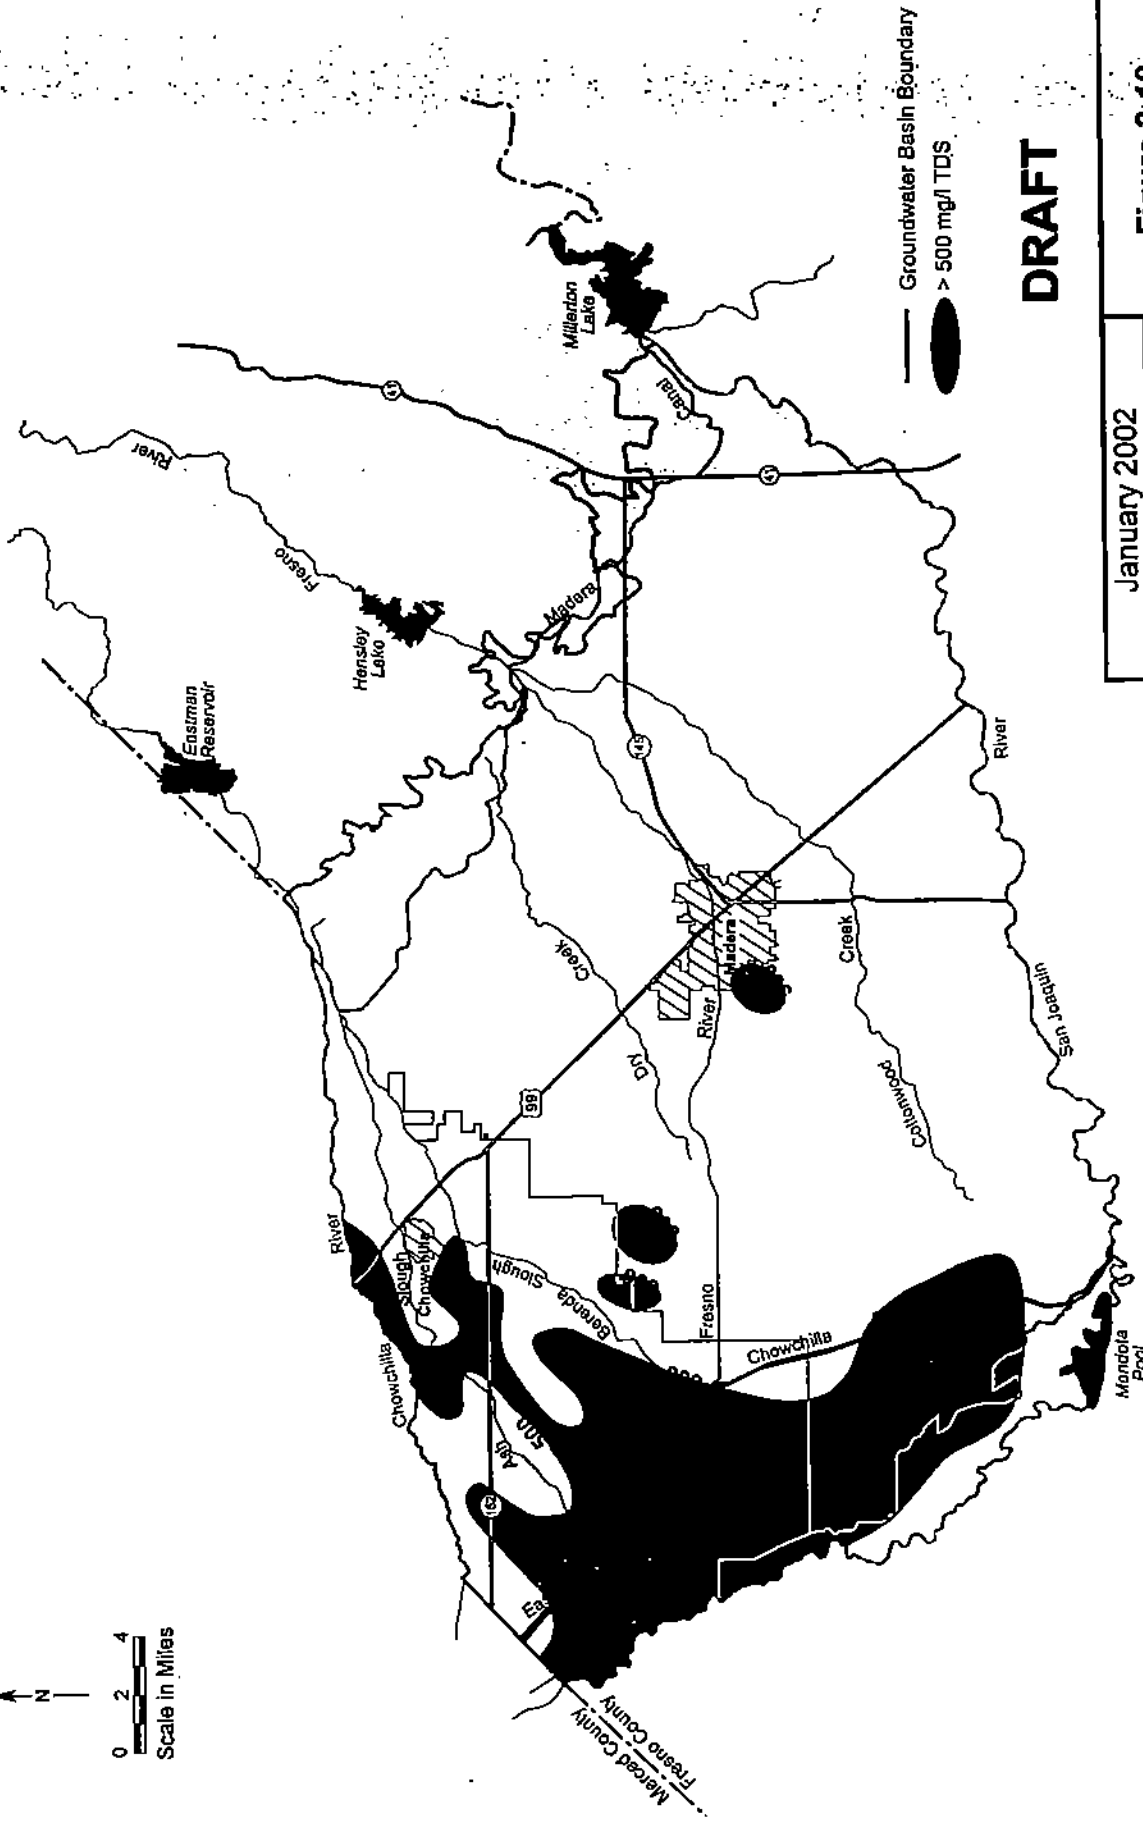 N
0 2 4
Scale in Miles
Merced County
Fresno County
Eastman
Reservoir
Hensley
Lake
Fresno
River
Millerton
Lake
Madera
Canal
41
41
145
99
152
Chowchilla
River
Ash
Slough
Chowchilla
Berenda
Slough
500
Dry
Creek
Fresno
River
Madera
Cottonwood
Creek
Chowchilla
San Joaquin
River
Mendota
Pool
Groundwater Basin Boundary
> 500 mg/l TDS
DRAFT
January 2002